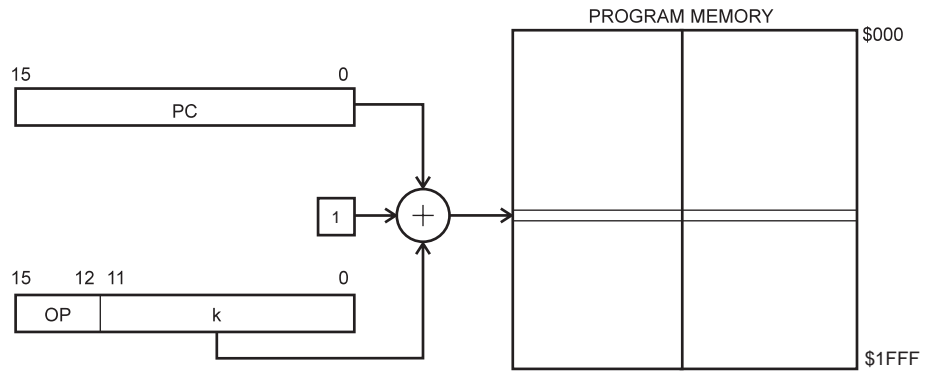 PROGRAM MEMORY
$000
15 0
PC
1
+
15 12 11 0
OP k
$1FFF